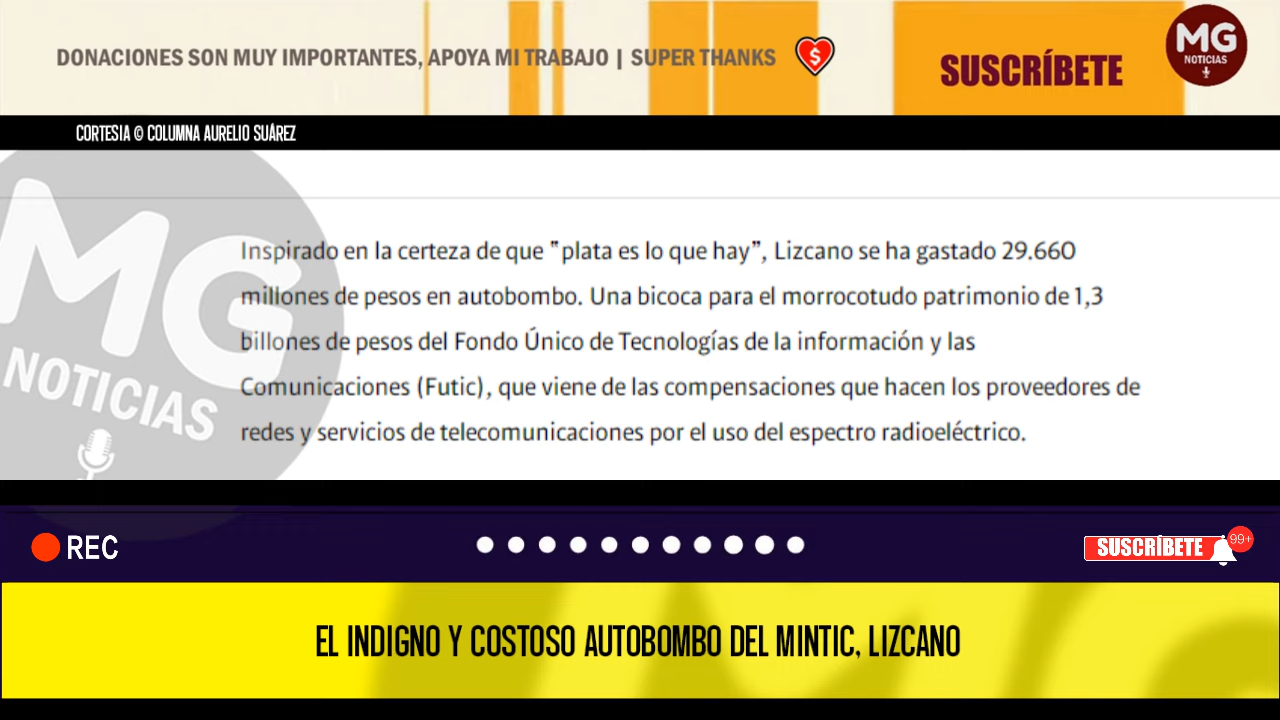 DONACIONES SON MUY IMPORTANTES, APOYA MI TRABAJO | SUPER THANKS
$
SUSCRÍBETE
MG
NOTICIAS
CORTESIA © COLUMNA AURELIO SUÁREZ
MG
NOTICIAS
Inspirado en la certeza de que "plata es lo que hay", Lizcano se ha gastado 29.660
millones de pesos en autobombo. Una bicoca para el morrocotudo patrimonio de 1,3
billones de pesos del Fondo Único de Tecnologías de la información y las
Comunicaciones (Futic), que viene de las compensaciones que hacen los proveedores de
redes y servicios de telecomunicaciones por el uso del espectro radioeléctrico.
REC
SUSCRÍBETE
99+
EL INDIGNO Y COSTOSO AUTOBOMBO DEL MINTIC, LIZCANO